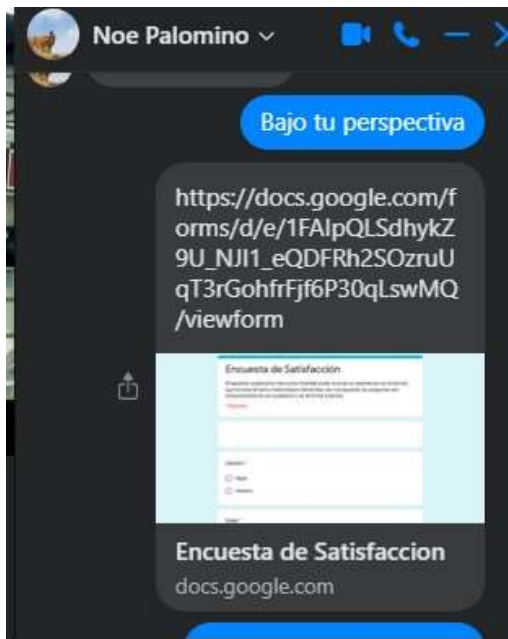 Noe Palomino
Bajo tu perspectiva
https://docs.google.com/f
orms/d/e/1FAIpQLSdhykZ
9U_NJI1_eQDFRh2SOzruU
qT3rGohfrFjf6P30qLswMQ
/viewform
Encuesta de Satisfacción
Encuesta de Satisfaccion
docs.google.com